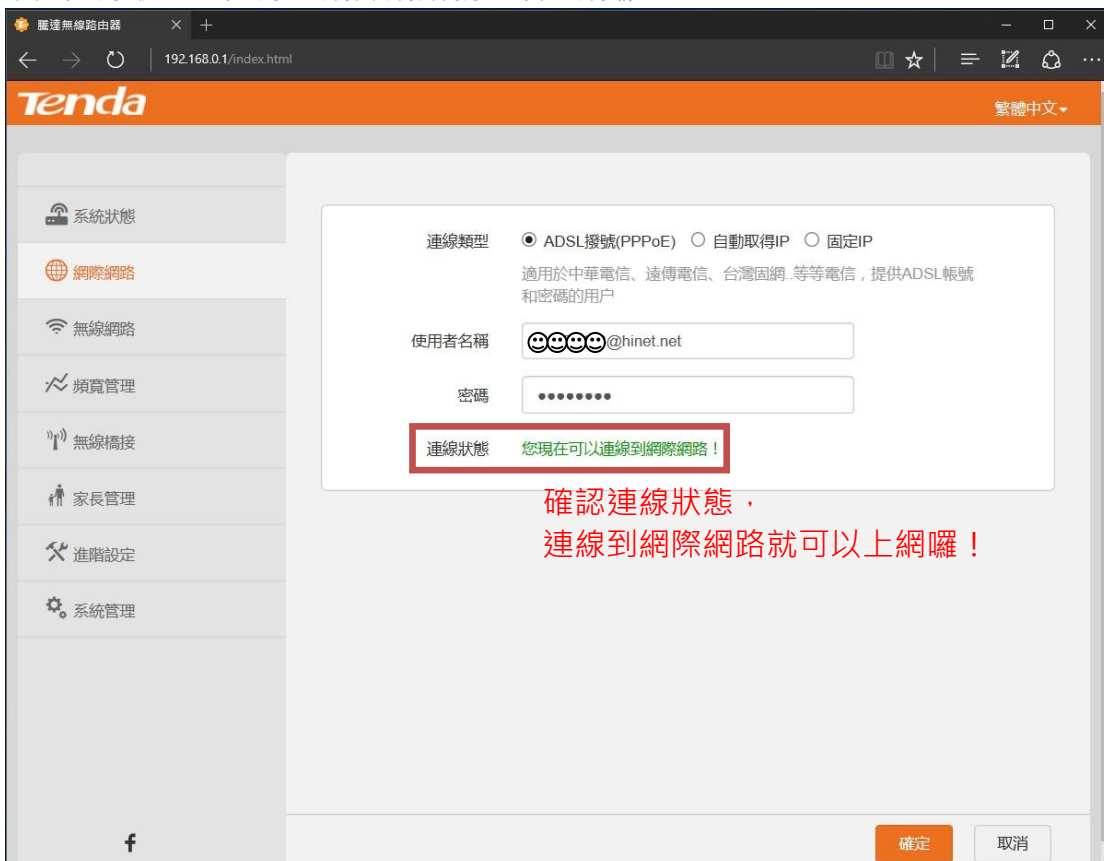 騰達無線路由器
192.168.0.1/index.html
Tenda
繁體中文
系統狀態
網際網路
無線網路
頻寬管理
無線橋接
家長管理
進階設定
系統管理
連線類型 ADSL撥號(PPPoE) 自動取得IP 固定IP
適用於中華電信、遠傳電信、台灣固網..等等電信，提供ADSL帳號
和密碼的用户
使用者名稱 @hinet.net
密碼 ••••••••
連線狀態 您現在可以連線到網際網路！
確認連線狀態，
連線到網際網路就可以上網囉！
f
確定 取消